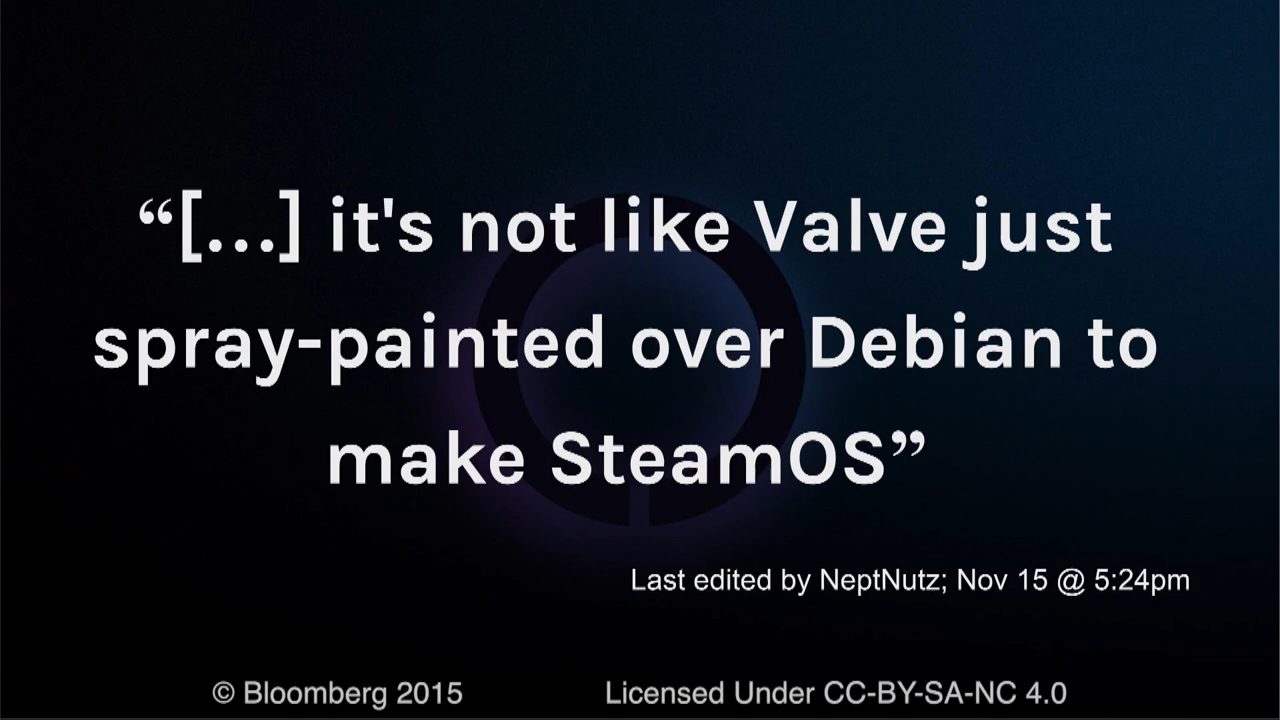 “[...] it's not like Valve just
spray-painted over Debian to
make SteamOS”
Last edited by NeptNutz; Nov 15 @ 5:24pm
© Bloomberg 2015 Licensed Under CC-BY-SA-NC 4.0